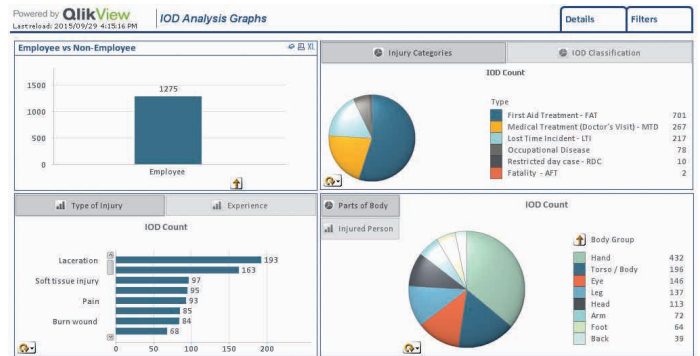 Powered by QlikView
Last reload: 2015/09/29 4:15:16 PM
IOD Analysis Graphs
Details
Filters
Employee vs Non-Employee
XL
1275
1500
1000
500
0
Employee
Injury Categories
IOD Classification
IOD Count
Type
First Aid Treatment - FAT 701
Medical Treatment (Doctor's Visit) - MTD 267
Lost Time Incident - LTI 217
Occupational Disease 78
Restricted day case - RDC 10
Fatality - AFT 2
Type of Injury
Experience
IOD Count
Laceration 193
163
Soft tissue injury 97
95
Pain 93
85
Burn wound 84
68
0 50 100 150 200
Parts of Body
Injured Person
IOD Count
Body Group
Hand 432
Torso / Body 196
Eye 146
Leg 137
Head 113
Arm 72
Foot 64
Back 39